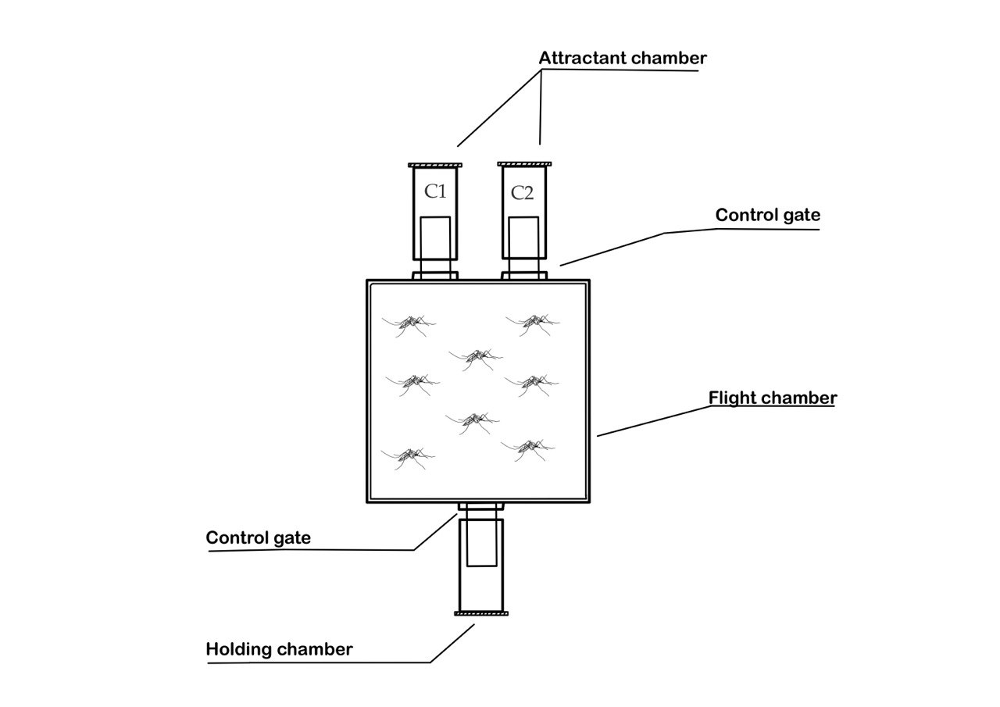 Attractant chamber
C1
C2
Control gate
Flight chamber
Control gate
Holding chamber